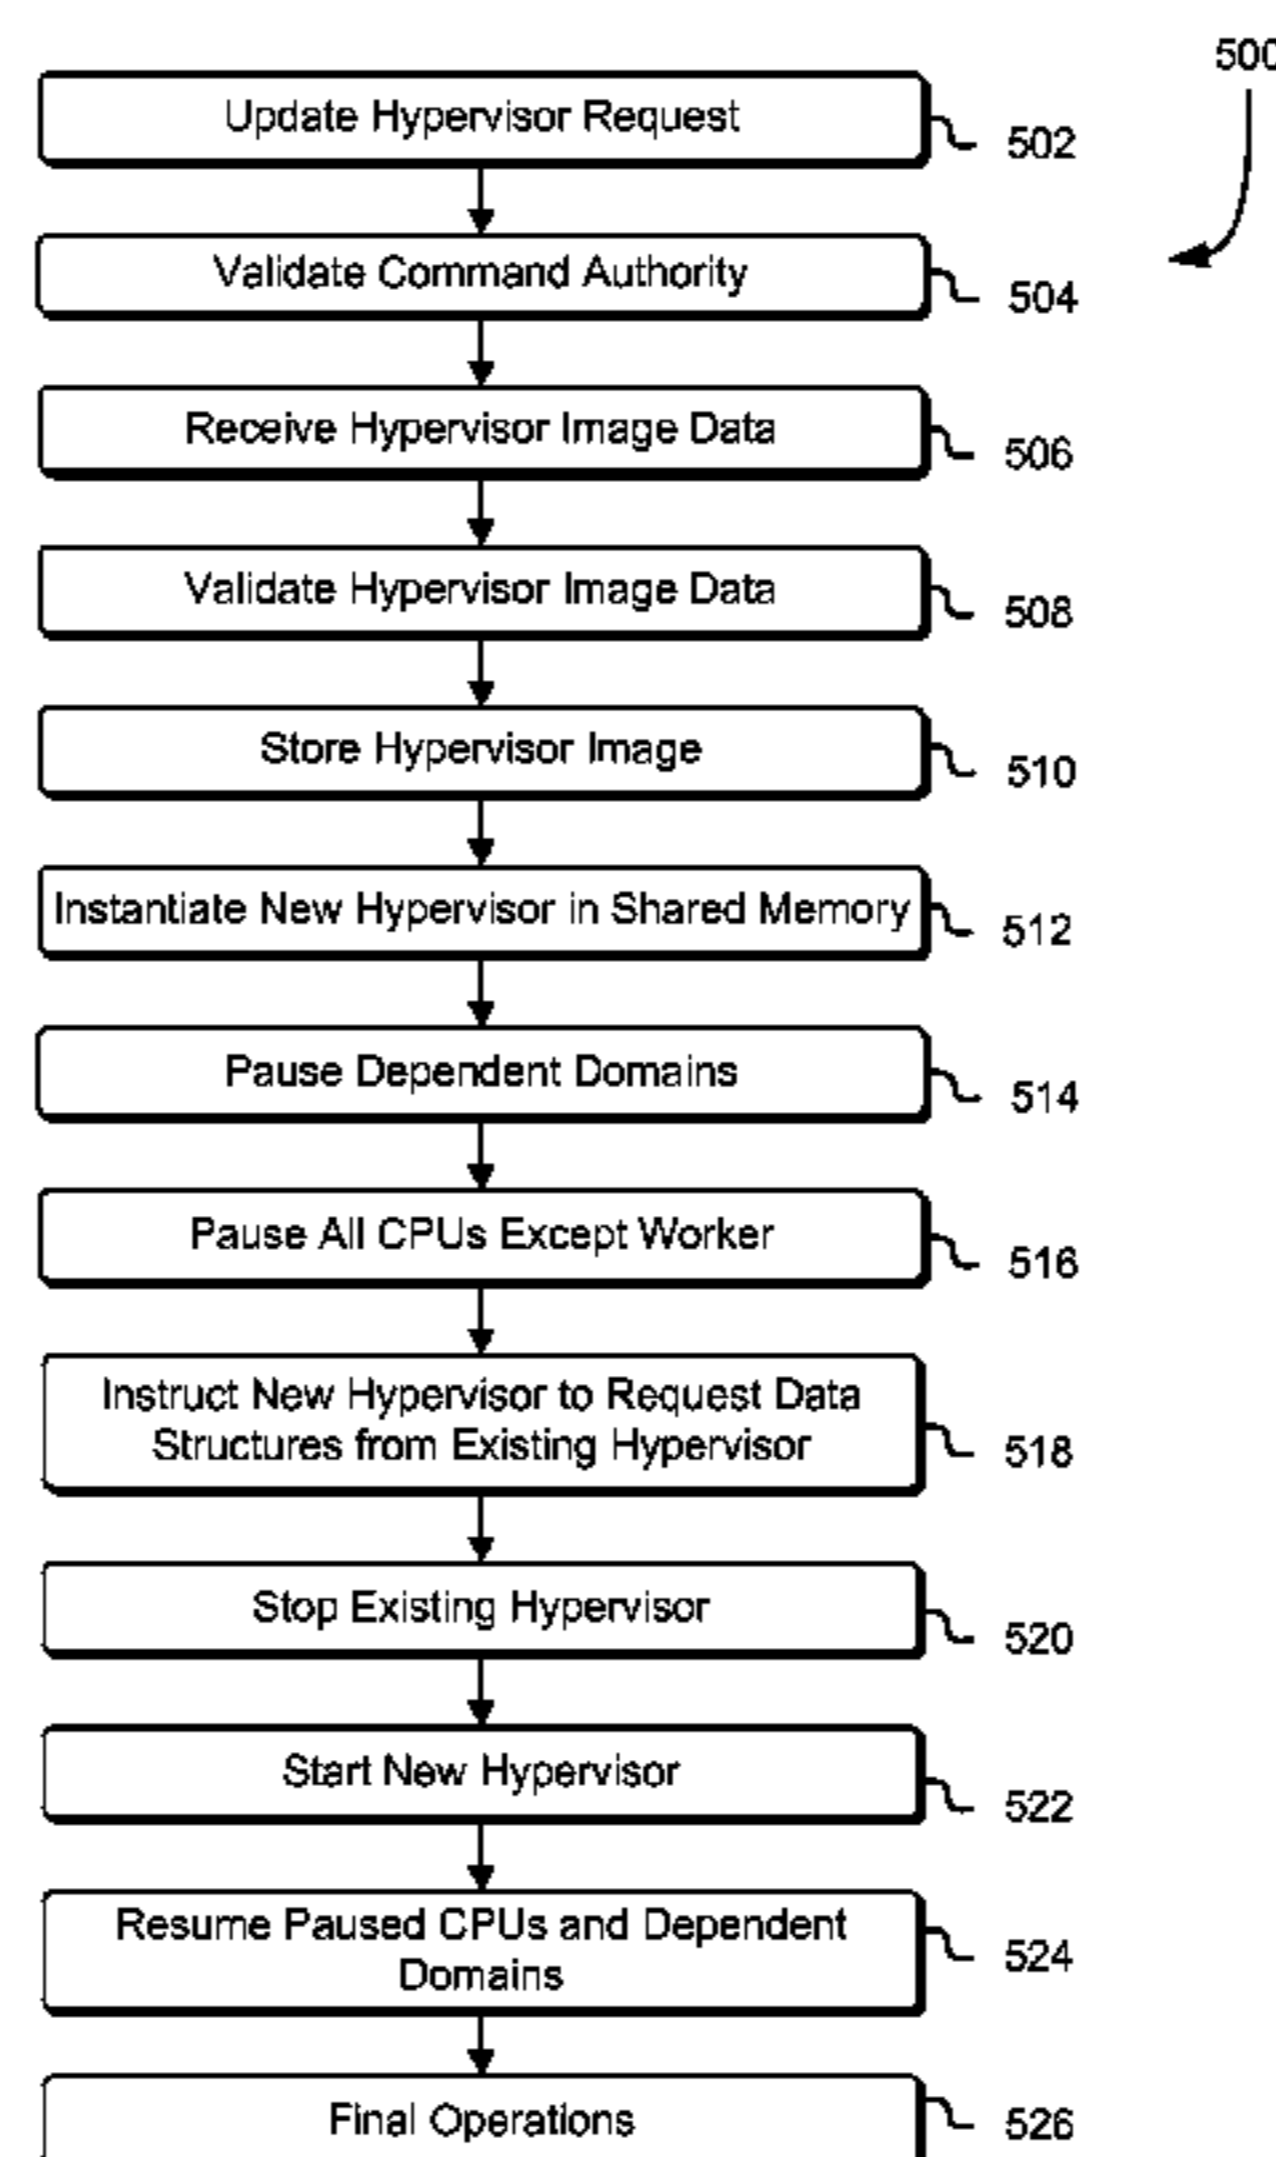 500
Update Hypervisor Request
502
Validate Command Authority
504
Receive Hypervisor Image Data
506
Validate Hypervisor Image Data
508
Store Hypervisor Image
510
Instantiate New Hypervisor in Shared Memory
512
Pause Dependent Domains
514
Pause All CPUs Except Worker
516
Instruct New Hypervisor to Request Data
Structures from Existing Hypervisor
518
Stop Existing Hypervisor
520
Start New Hypervisor
522
Resume Paused CPUs and Dependent
Domains
524
Final Operations
526